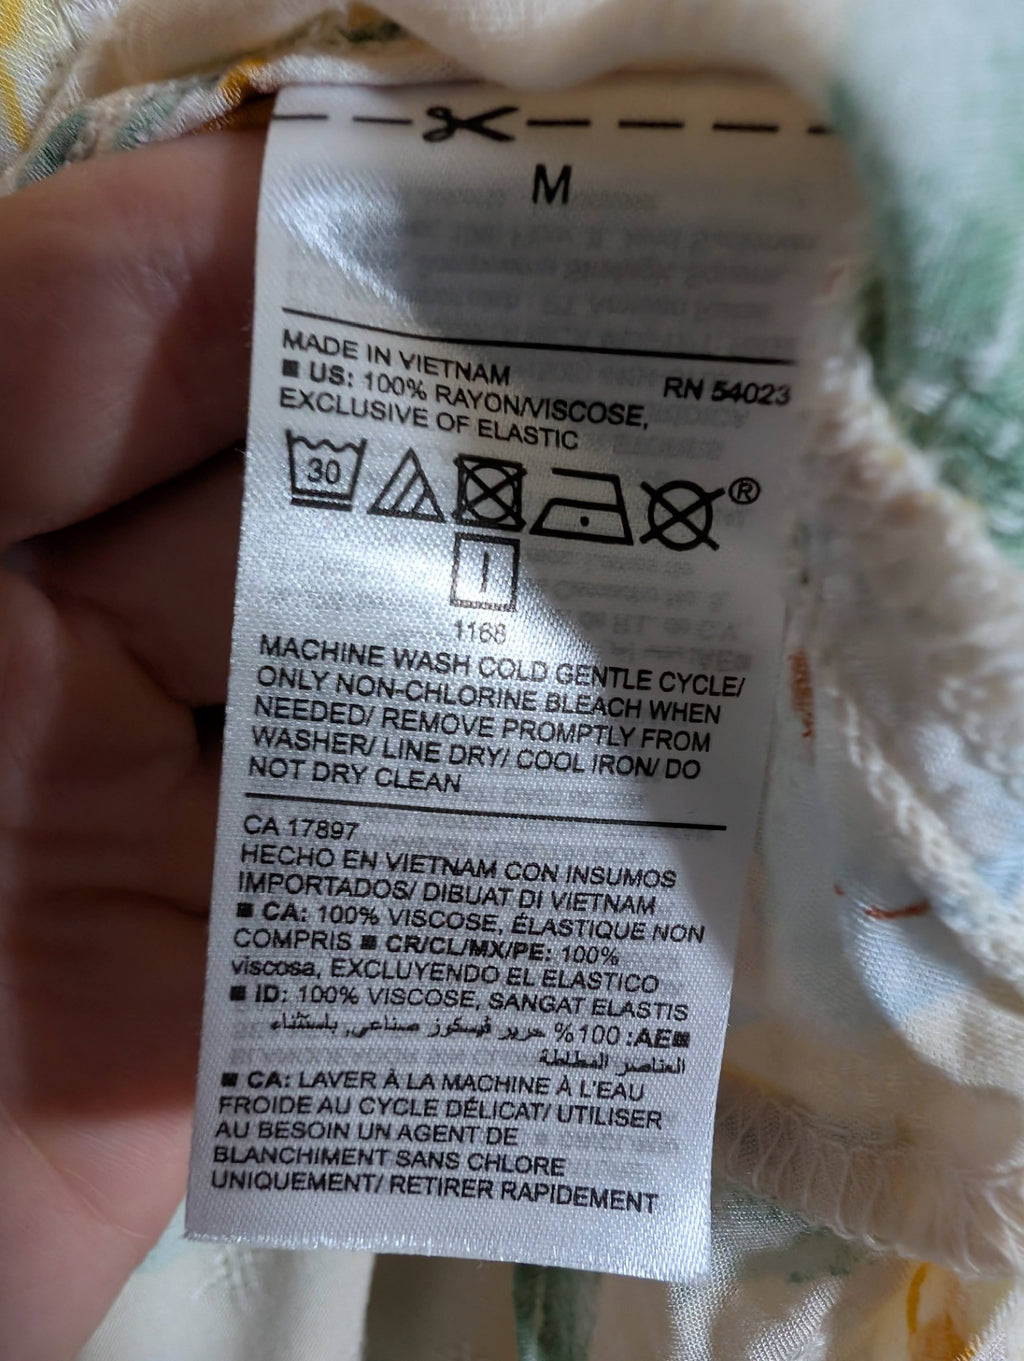 M
MADE IN VIETNAM RN 54023
■ US: 100% RAYON/VISCOSE,
EXCLUSIVE OF ELASTIC
30 ®
1168
MACHINE WASH COLD GENTLE CYCLE/
ONLY NON-CHLORINE BLEACH WHEN
NEEDED/ REMOVE PROMPTLY FROM
WASHER/ LINE DRY/ COOL IRON/ DO
NOT DRY CLEAN
CA 17897
HECHO EN VIETNAM CON INSUMOS
IMPORTADOS/ DIBUAT DI VIETNAM
■ CA: 100% VISCOSE, ÉLASTIQUE NON
COMPRIS ■ CR/CL/MX/PE: 100%
viscosa, EXCLUYENDO EL ELASTICO
■ ID: 100% VISCOSE, SANGAT ELASTIS
■AE: 100% حرير فيسكوز صناعي, باستثناء
العناصر المطاطة
■ CA: LAVER À LA MACHINE À L'EAU
FROIDE AU CYCLE DÉLICAT/ UTILISER
AU BESOIN UN AGENT DE
BLANCHIMENT SANS CHLORE
UNIQUEMENT/ RETIRER RAPIDEMENT